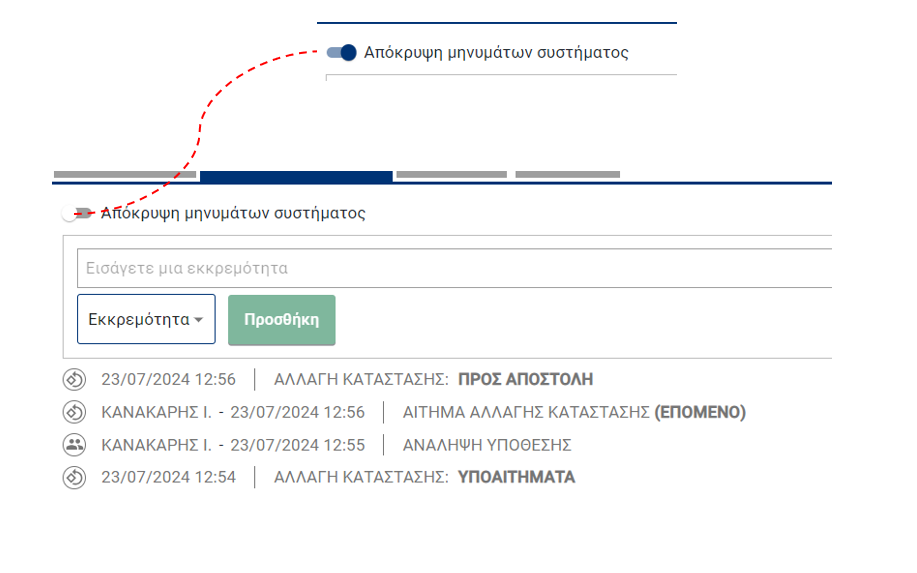 Απόκρυψη μηνυμάτων συστήματος
Απόκρυψη μηνυμάτων συστήματος
Εισάγετε μια εκκρεμότητα
Εκκρεμότητα Προσθήκη
23/07/2024 12:56 | ΑΛΛΑΓΗ ΚΑΤΑΣΤΑΣΗΣ: ΠΡΟΣ ΑΠΟΣΤΟΛΗ
ΚΑΝΑΚΑΡΗΣ Ι. - 23/07/2024 12:56 | ΑΙΤΗΜΑ ΑΛΛΑΓΗΣ ΚΑΤΑΣΤΑΣΗΣ (ΕΠΟΜΕΝΟ)
ΚΑΝΑΚΑΡΗΣ Ι. - 23/07/2024 12:55 | ΑΝΑΛΗΨΗ ΥΠΟΘΕΣΗΣ
23/07/2024 12:54 | ΑΛΛΑΓΗ ΚΑΤΑΣΤΑΣΗΣ: ΥΠΟΑΙΤΗΜΑΤΑ